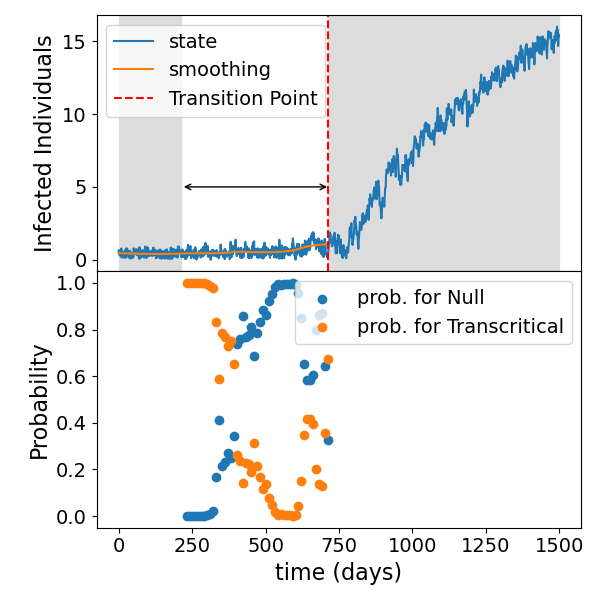 state
smoothing
Transition Point
Infected Individuals
15
10
5
0
prob. for Null
prob. for Transcritical
Probability
1.0
0.8
0.6
0.4
0.2
0.0
0 250 500 750 1000 1250 1500
time (days)